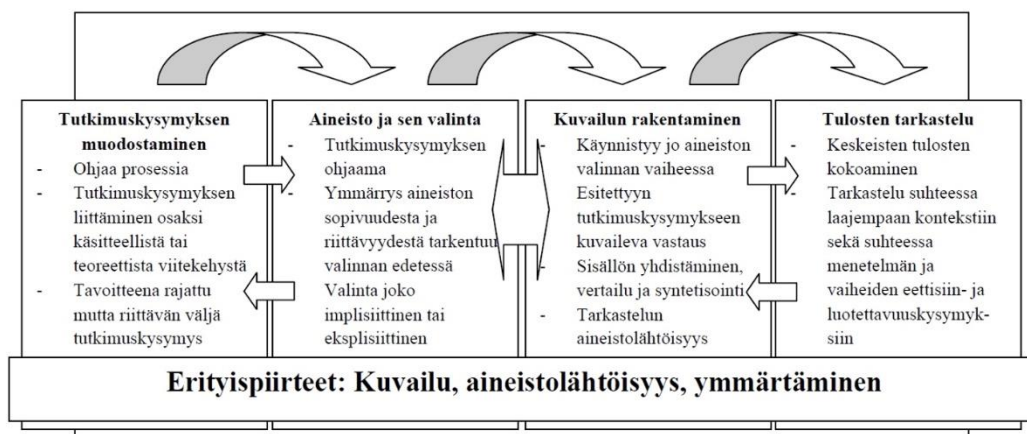 Tutkimuskysymyksen
muodostaminen
- Ohjaa prosessia
- Tutkimuskysymyksen
liittäminen osaksi
käsitteellistä tai
teoreettista viitekehystä
- Tavoitteena rajattu
mutta riittävän väljä
tutkimuskysymys
Aineisto ja sen valinta
- Tutkimuskysymyksen
ohjaama
- Ymmärrys aineiston
sopivuudesta ja
riittävyydestä tarkentuu
valinnan edetessä
- Valinta joko
implisiittinen tai
eksplisiittinen
Kuvailun rakentaminen
- Käynnistyy jo aineiston
valinnan vaiheessa
- Esitettyyn
tutkimuskysymykseen
kuvaileva vastaus
- Sisällön yhdistäminen,
vertailu ja syntetisointi
- Tarkastelun
aineistolähtöisyys
Tulosten tarkastelu
- Keskeisten tulosten
kokoaminen
- Tarkastelu suhteessa
laajempaan kontekstiin
sekä suhteessa
menetelmän ja
vaiheiden eettisiin- ja
luotettavuuskysymyk-
siin
Erityispiirteet: Kuvailu, aineistolähtöisyys, ymmärtäminen